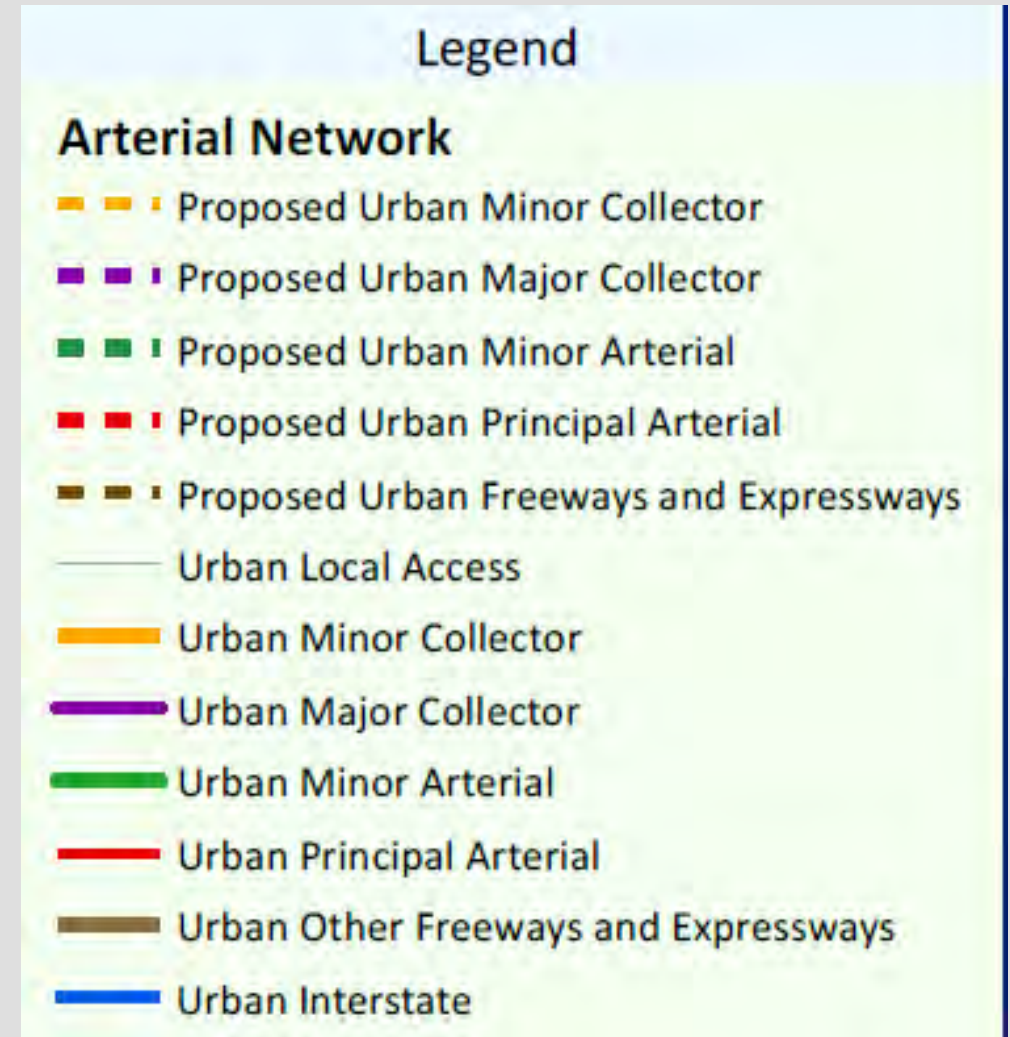 Legend
Arterial Network
Proposed Urban Minor Collector
Proposed Urban Major Collector
Proposed Urban Minor Arterial
Proposed Urban Principal Arterial
Proposed Urban Freeways and Expressways
Urban Local Access
Urban Minor Collector
Urban Major Collector
Urban Minor Arterial
Urban Principal Arterial
Urban Other Freeways and Expressways
Urban Interstate